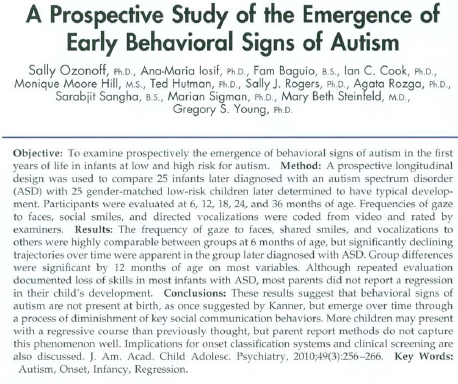 A Prospective Study of the Emergence of
Early Behavioral Signs of Autism
Sally Ozonoff, Ph.D., Ana-Maria Iosif, Ph.D., Fam Baguio, B.S., Ian C. Cook, Ph.D.,
Monique Moore Hill, M.S., Ted Hutman, Ph.D., Sally J. Rogers, Ph.D., Agata Rozga, Ph.D.,
Sarabjit Sangha, B.S., Marian Sigman, Ph.D., Mary Beth Steinfeld, M.D.,
Gregory S. Young, Ph.D.
Objective: To examine prospectively the emergence of behavioral signs of autism in the first
years of life in infants at low and high risk for autism. Method: A prospective longitudinal
design was used to compare 25 infants later diagnosed with an autism spectrum disorder
(ASD) with 25 gender-matched low-risk children later determined to have typical develop-
ment. Participants were evaluated at 6, 12, 18, 24, and 36 months of age. Frequencies of gaze
to faces, social smiles, and directed vocalizations were coded from video and rated by
examiners. Results: The frequency of gaze to faces, shared smiles, and vocalizations to
others were highly comparable between groups at 6 months of age, but significantly declining
trajectories over time were apparent in the group later diagnosed with ASD. Group differences
were significant by 12 months of age on most variables. Although repeated evaluation
documented loss of skills in most infants with ASD, most parents did not report a regression
in their child's development. Conclusions: These results suggest that behavioral signs of
autism are not present at birth, as once suggested by Kanner, but emerge over time through
a process of diminishment of key social communication behaviors. More children may present
with a regressive course than previously thought, but parent report methods do not capture
this phenomenon well. Implications for onset classification systems and clinical screening are
also discussed. J. Am. Acad. Child Adolesc. Psychiatry, 2010;49(3):256–266. Key Words:
Autism, Onset, Infancy, Regression.